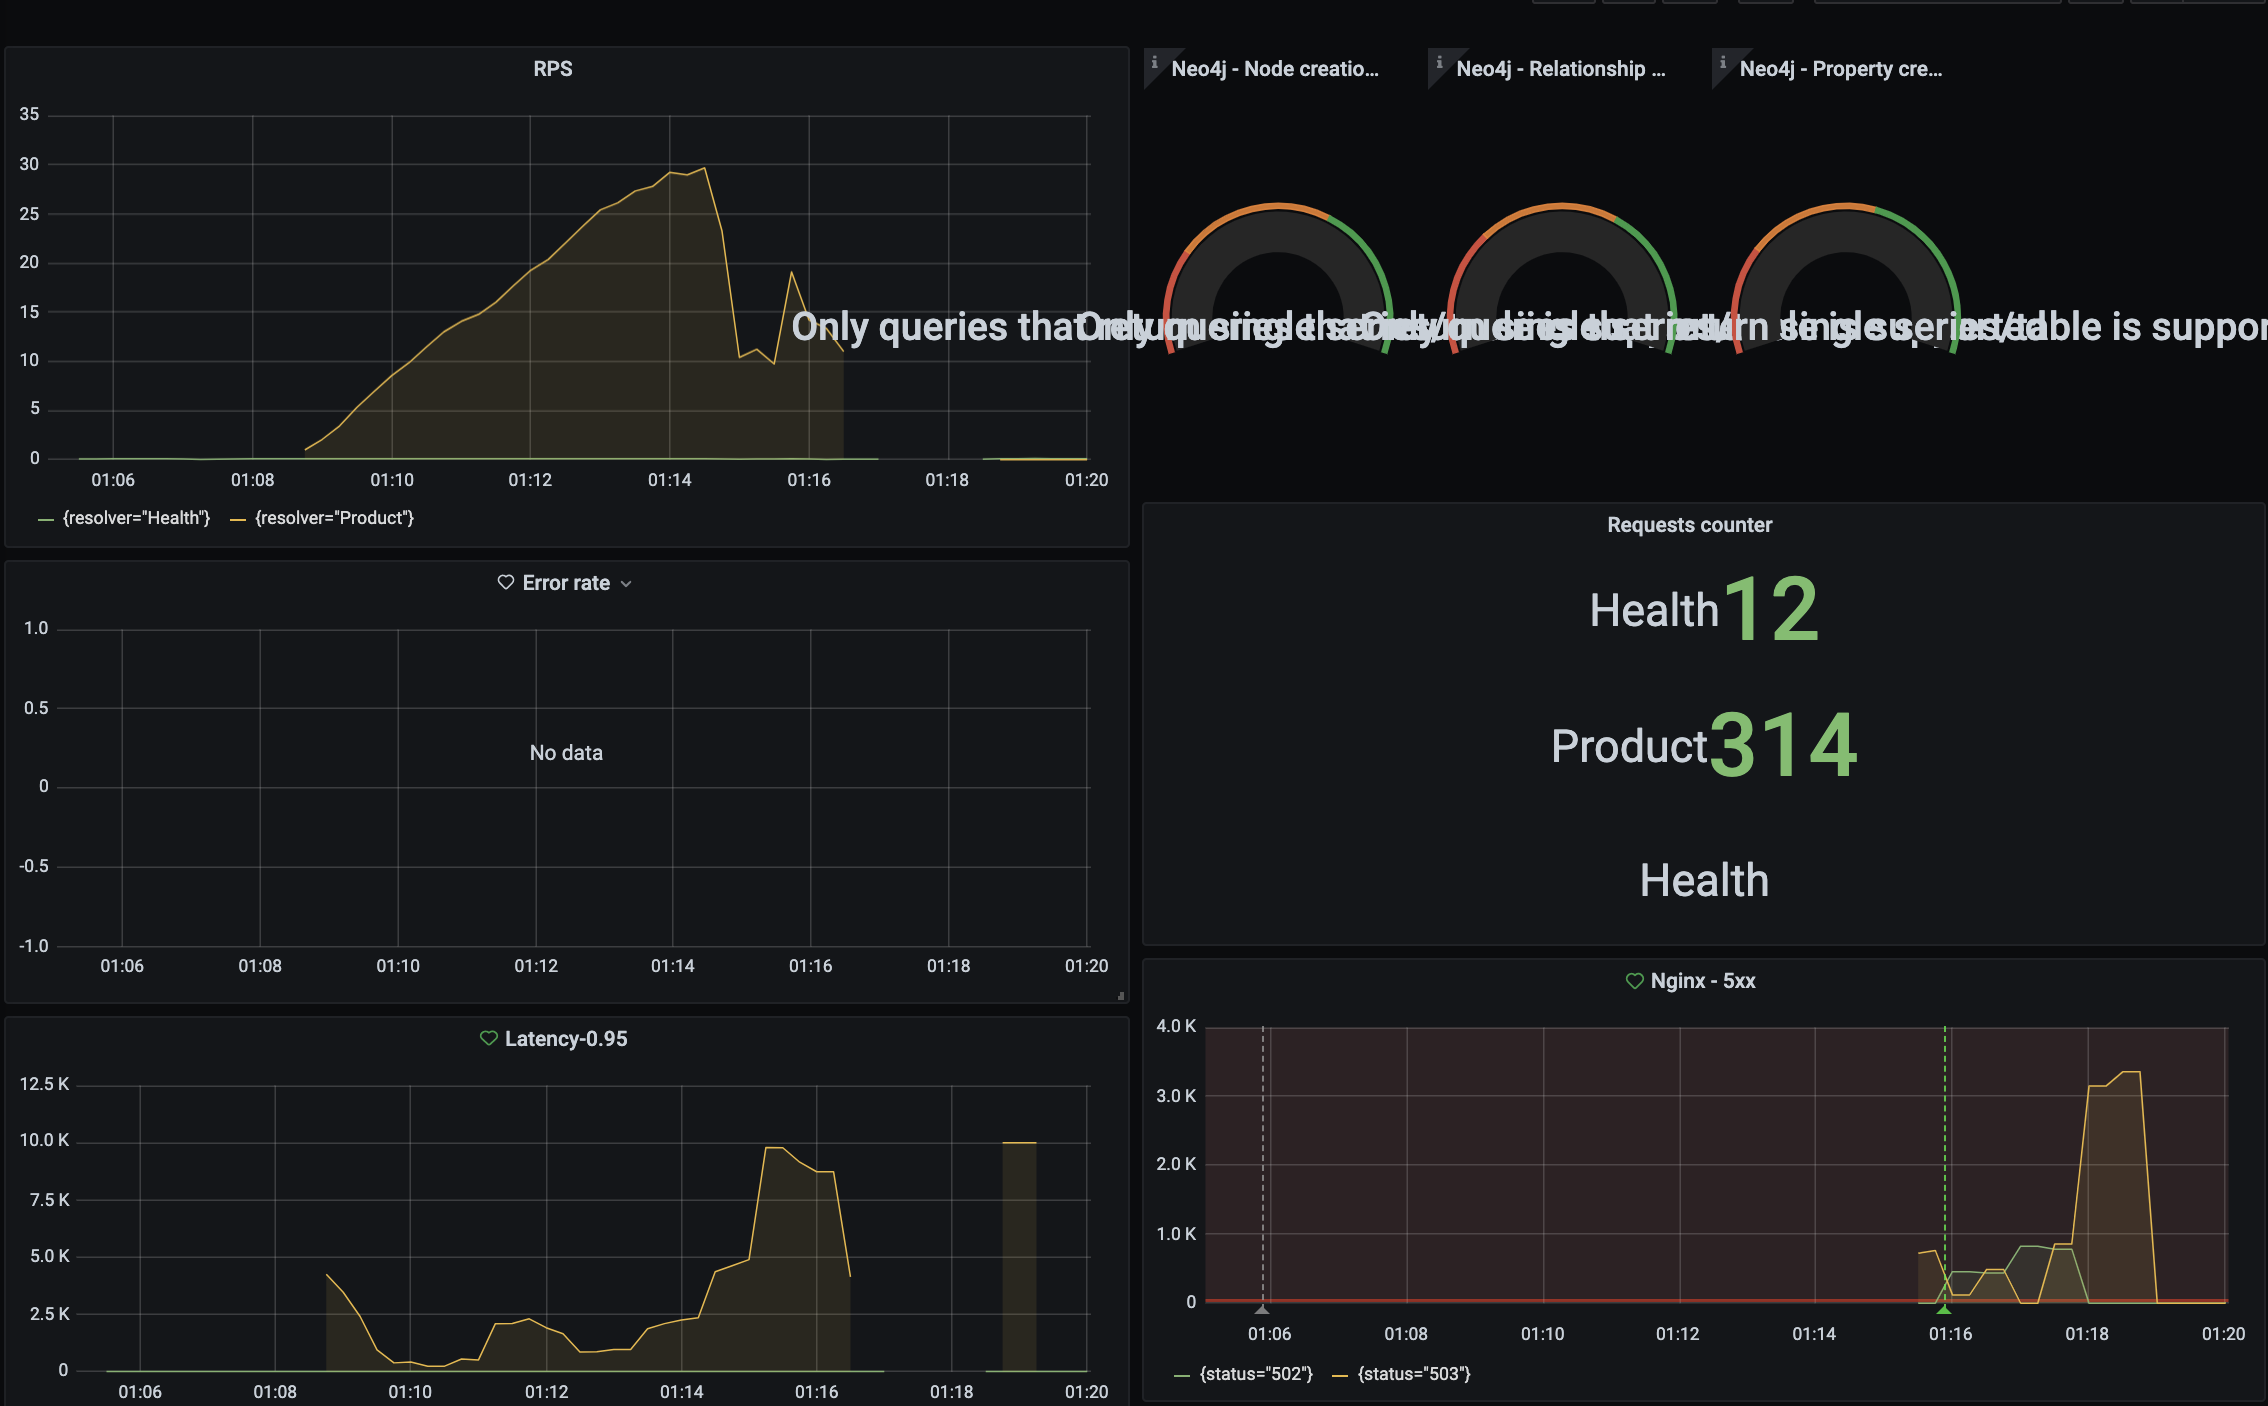 RPS
35
30
25
20
15
10
5
0
01:06 01:08 01:10 01:12 01:14 01:16 01:18 01:20
{resolver="Health"} {resolver="Product"}
i Neo4j - Node creatio...
i Neo4j - Relationship ...
i Neo4j - Property cre...
Only queries that
is suppor
Requests counter
Health 12
Product 314
Health
Error rate
1.0
0.5
0
-0.5
-1.0
No data
01:06 01:08 01:10 01:12 01:14 01:16 01:18 01:20
Latency-0.95
12.5 K
10.0 K
7.5 K
5.0 K
2.5 K
0
01:06 01:08 01:10 01:12 01:14 01:16 01:18 01:20
Nginx - 5xx
4.0 K
3.0 K
2.0 K
1.0 K
0
01:06 01:08 01:10 01:12 01:14 01:16 01:18 01:20
{status="502"} {status="503"}